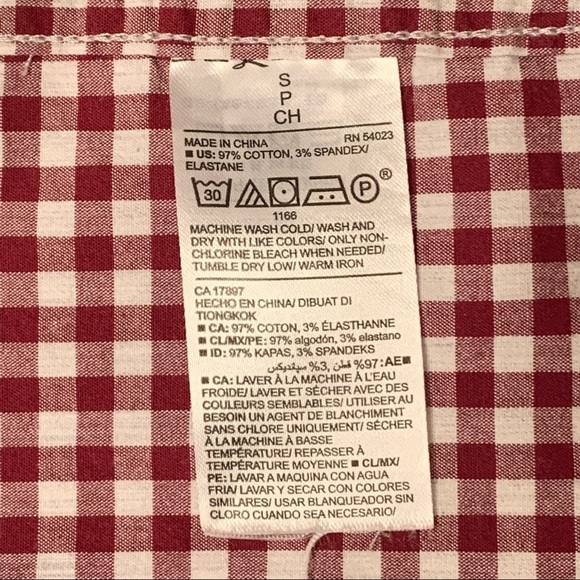 S
P
CH
MADE IN CHINA RN 54023
■ US: 97% COTTON, 3% SPANDEX/
ELASTANE
30 P ®
1166
MACHINE WASH COLD/ WASH AND
DRY WITH LIKE COLORS/ ONLY NON-
CHLORINE BLEACH WHEN NEEDED/
TUMBLE DRY LOW/ WARM IRON
CA 17897
HECHO EN CHINA/ DIBUAT DI
TIONGKOK
■ CA: 97% COTON, 3% ÉLASTHANNE
■ CL/MX/PE: 97% algodón, 3% elastano
■ ID: 97% KAPAS, 3% SPANDEKS
■ AE: 97% قطن, 3% سباندكس
■ CA: LAVER À LA MACHINE À L'EAU
FROIDE/ LAVER ET SÉCHER AVEC DES
COULEURS SEMBLABLES/ UTILISER AU
BESOIN UN AGENT DE BLANCHIMENT
SANS CHLORE UNIQUEMENT/ SÉCHER
À LA MACHINE À BASSE
TEMPÉRATURE/ REPASSER À
TEMPÉRATURE MOYENNE ■ CL/MX/
PE: LAVAR A MAQUINA CON AGUA
FRIA/ LAVAR Y SECAR CON COLORES
SIMILARES/ USAR BLANQUEADOR SIN
CLORO CUANDO SEA NECESARIO/